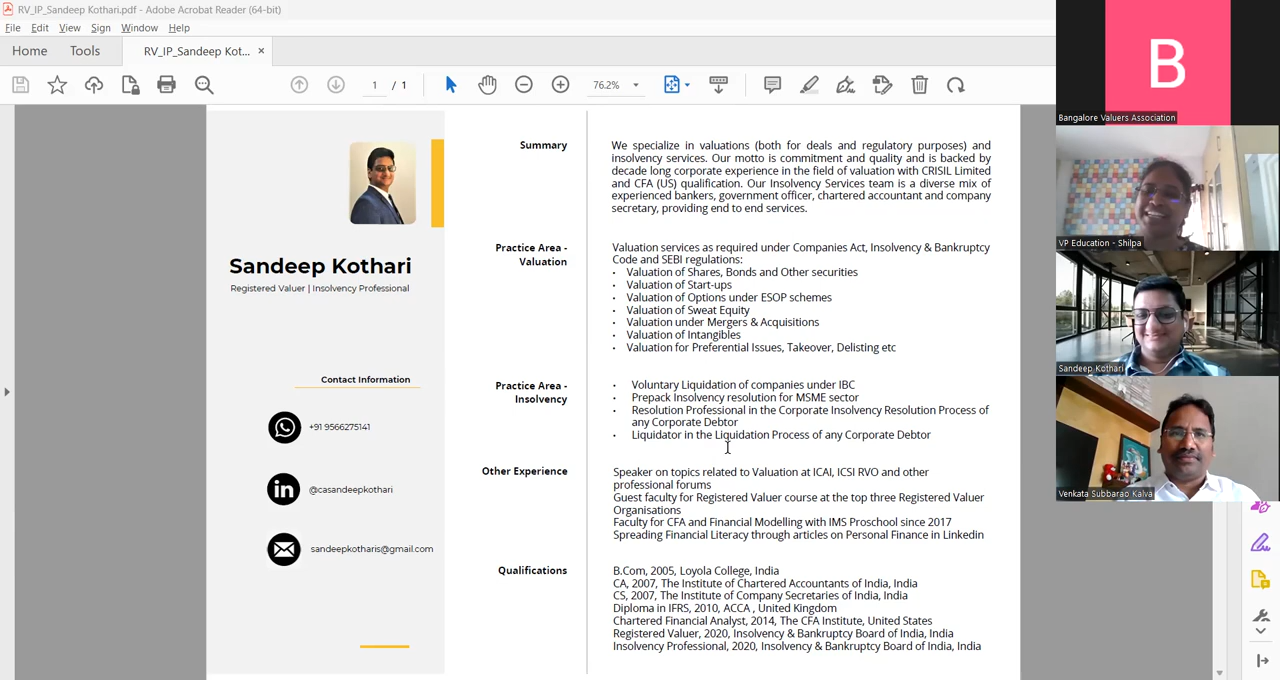 RV_IP_Sandeep Kothari.pdf - Adobe Acrobat Reader (64-bit)
File Edit View Sign Window Help
Home Tools RV_IP_Sandeep Kot... ×
1 / 1 76.2%
Sandeep Kothari
Registered Valuer | Insolvency Professional
Contact Information
+91 9566275141
in @casandeepkothari
sandeepkotharis@gmail.com
Summary
We specialize in valuations (both for deals and regulatory purposes) and
insolvency services. Our motto is commitment and quality and is backed by
decade long corporate experience in the field of valuation with CRISIL Limited
and CFA (US) qualification. Our Insolvency Services team is a diverse mix of
experienced bankers, government officer, chartered accountant and company
secretary, providing end to end services.
Practice Area -
Valuation
Valuation services as required under Companies Act, Insolvency & Bankruptcy
Code and SEBI regulations:
· Valuation of Shares, Bonds and Other securities
· Valuation of Start-ups
· Valuation of Options under ESOP schemes
· Valuation of Sweat Equity
· Valuation under Mergers & Acquisitions
· Valuation of Intangibles
· Valuation for Preferential Issues, Takeover, Delisting etc
Practice Area -
Insolvency
· Voluntary Liquidation of companies under IBC
· Prepack Insolvency resolution for MSME sector
· Resolution Professional in the Corporate Insolvency Resolution Process of
any Corporate Debtor
· Liquidator in the Liquidation Process of any Corporate Debtor
Other Experience
Speaker on topics related to Valuation at ICAI, ICSI RVO and other
professional forums
Guest faculty for Registered Valuer course at the top three Registered Valuer
Organisations
Faculty for CFA and Financial Modelling with IMS Proschool since 2017
Spreading Financial Literacy through articles on Personal Finance in Linkedin
Qualifications
B.Com, 2005, Loyola College, India
CA, 2007, The Institute of Chartered Accountants of India, India
CS, 2007, The Institute of Company Secretaries of India, India
Diploma in IFRS, 2010, ACCA , United Kingdom
Chartered Financial Analyst, 2014, The CFA Institute, United States
Registered Valuer, 2020, Insolvency & Bankruptcy Board of India, India
Insolvency Professional, 2020, Insolvency & Bankruptcy Board of India, India
B
Bangalore Valuers Association
VP Education - Shilpa
Sandeep Kothari
Venkata Subbarao Kalva